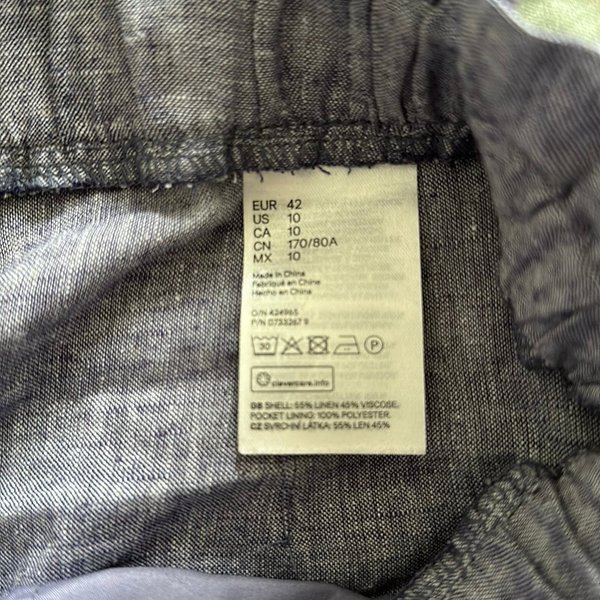 EUR 42
US 10
CA 10
CN 170/80A
MX 10
Made in China
Fabriqué en Chine
Hecho en China
O/N 424965
P/N 0733267 9
30 P
clevercare.info
GB SHELL: 55% LINEN 45% VISCOSE.
POCKET LINING: 100% POLYESTER.
CZ SVRCHNÍ LÁTKA: 55% LEN 45%